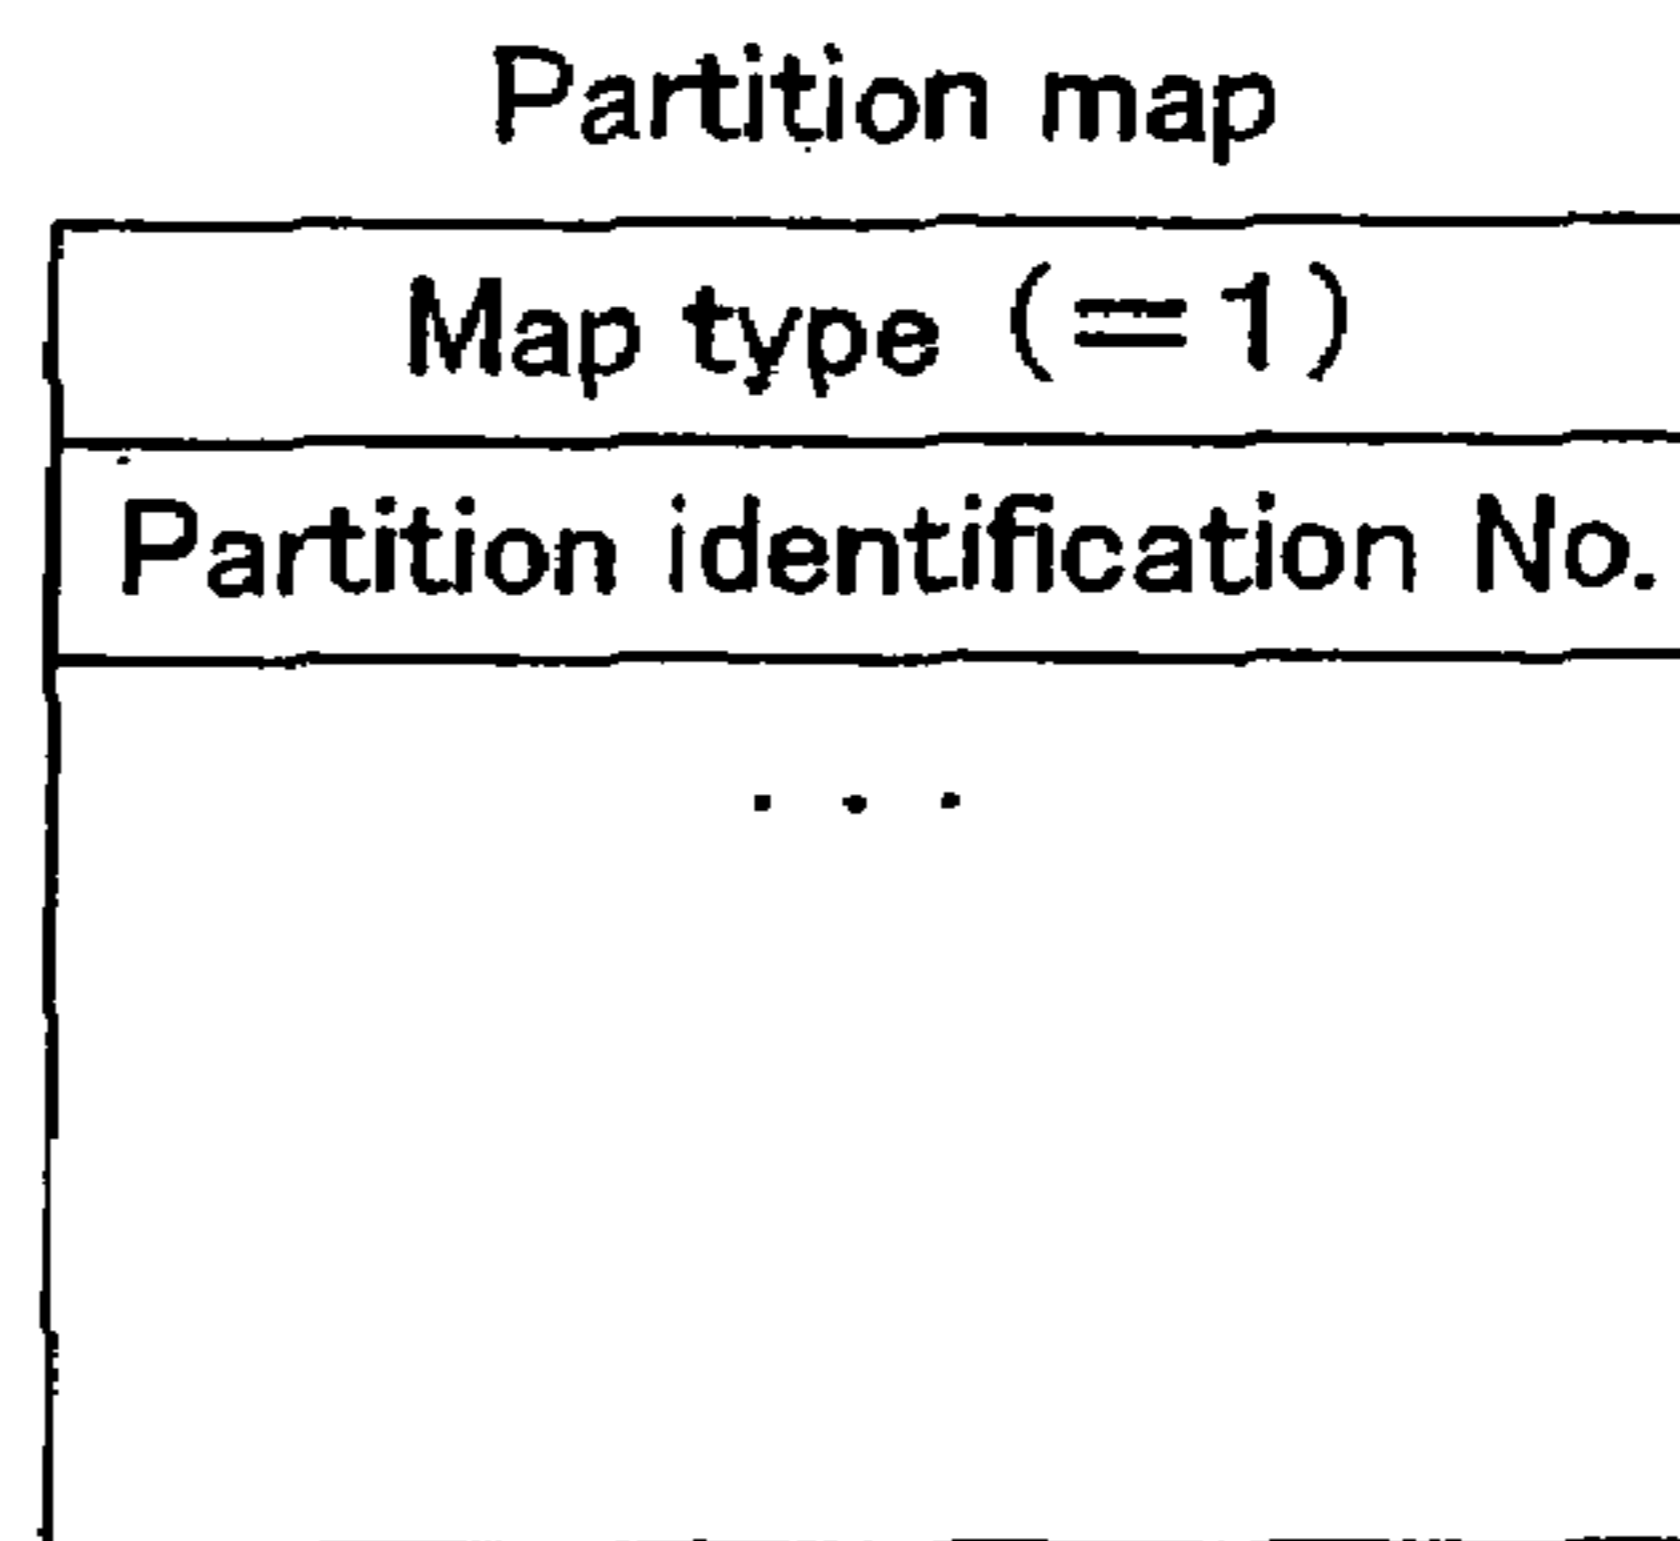 Partition map
Map type (=1)
Partition identification No.
. . .